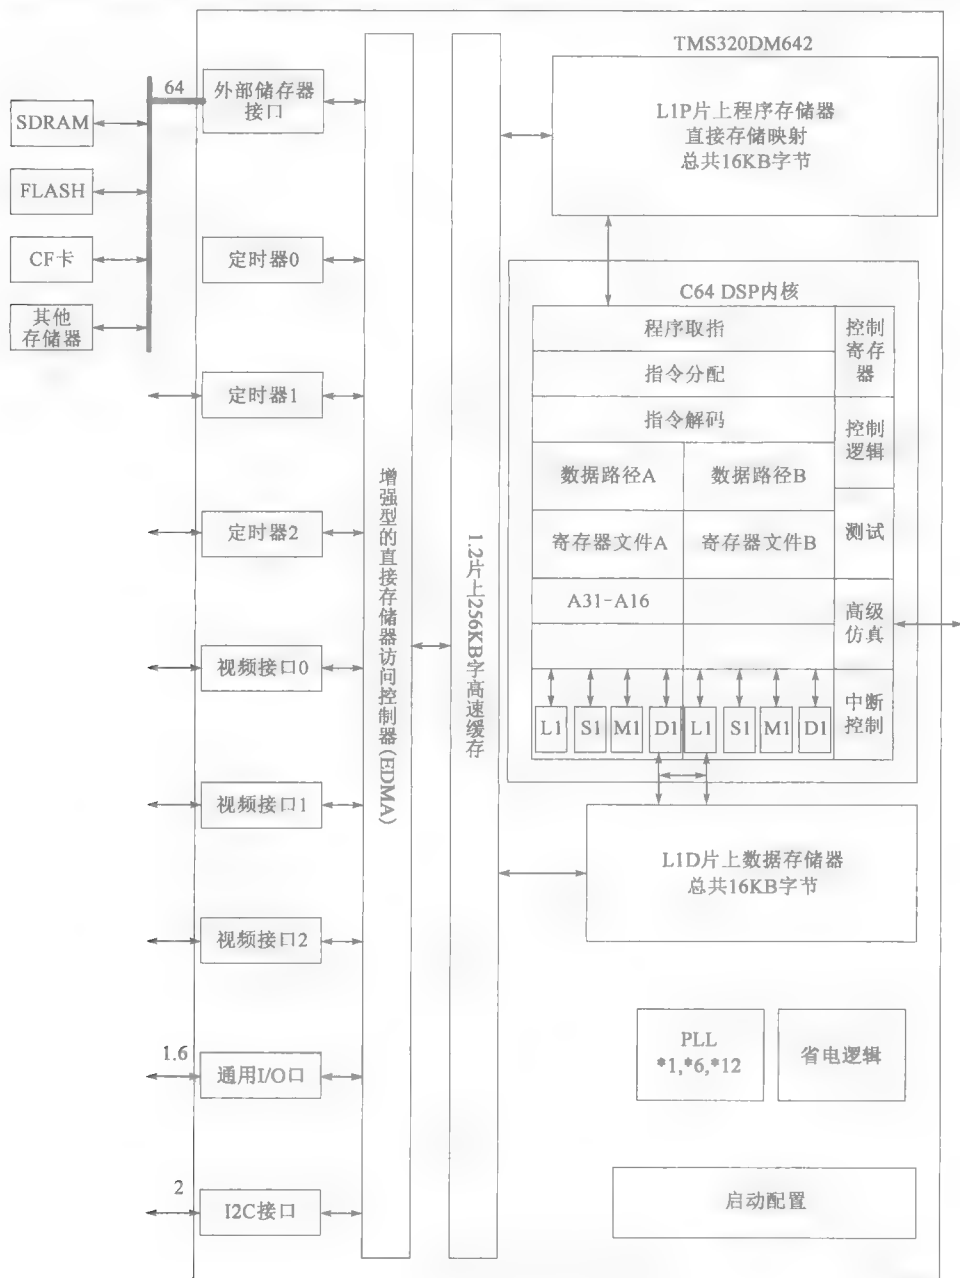 TMS320DM642
64
外部储存器
接口
SDRAM
FLASH
CF卡
其他
存储器
定时器0
定时器1
定时器2
视频接口0
视频接口1
视频接口2
1.6
通用I/O口
2
I2C接口
增强型的直接存储器访问控制器(EDMA)
1.2片上256KB字高速缓存
L1P片上程序存储器
直接存储映射
总共16KB字节
C64 DSP内核
程序取指
指令分配
指令解码
数据路径A
数据路径B
寄存器文件A
寄存器文件B
A31-A16
控制
寄存
器
控制
逻辑
测试
高级
仿真
中断
控制
L1
S1
M1
D1
L1
S1
M1
D1
L1D片上数据存储器
总共16KB字节
PLL
*1,*6,*12
省电逻辑
启动配置